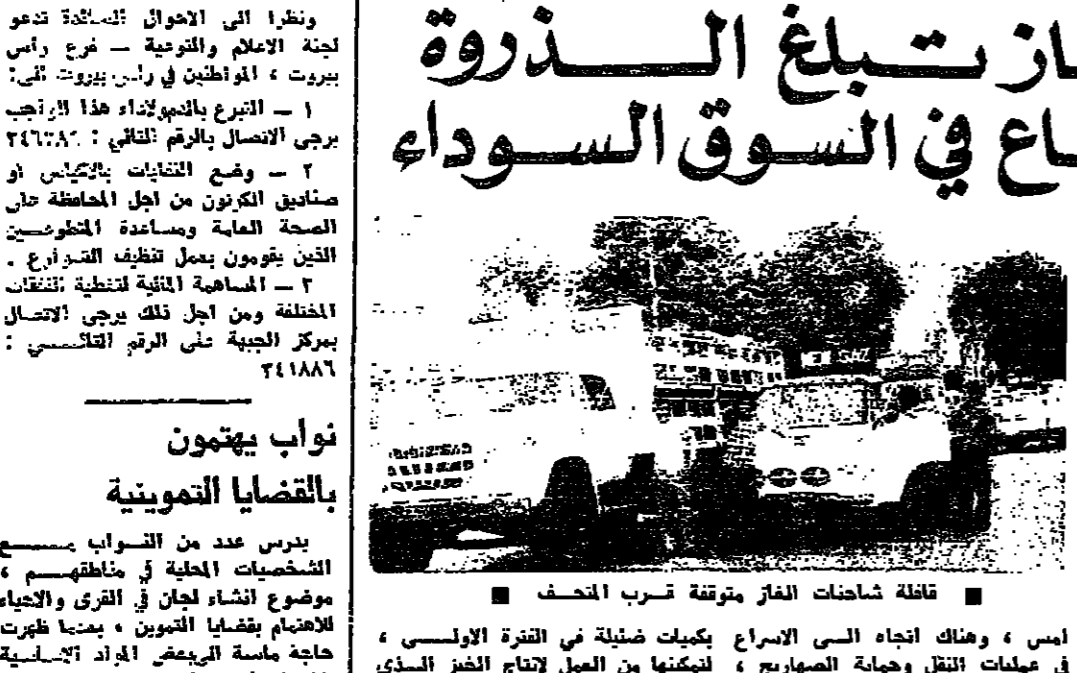 ـاز تبلغ الذروة
ـاع في السوق السوداء
■ قافلة شاحنات الغاز متوقفة قرب المتحف ■
امس ، وهناك اتجاه الى الاسراع
في عمليات النقل وحماية الصهاريج ،
بكميات ضئيلة في الفترة الاولى ،
لتمكينها من العمل لانتاج الخبز الذي
ونظرا الى الاحوال السائدة تدعو
لجنة الاعلام والتوعية — فرع رأس
بيروت ، المواطنين في راس بيروت الى:
١ — التبرع بالدم لاداء هذا الواجب
يرجى الاتصال بالرقم التالي :
٢ — وضع النفايات بالاكياس او
صناديق الكرتون من اجل المحافظة على
الصحة العامة ومساعدة المتطوعين
الذين يقومون بعمل تنظيف الشوارع .
٣ — المساهمة المالية لتغطية النفقات
المختلفة ومن اجل ذلك يرجى الاتصال
بمركز الجبهة على الرقم التالي :
٢٤١٨٨٦
نواب يهتمون
بالقضايا التموينية
يدرس عدد من النواب مع
الشخصيات المحلية في مناطقهم ،
موضوع انشاء لجان في القرى والاحياء
للاهتمام بقضايا التموين ، بعدما ظهرت
حاجة ماسة الى بعض المواد الاساسية